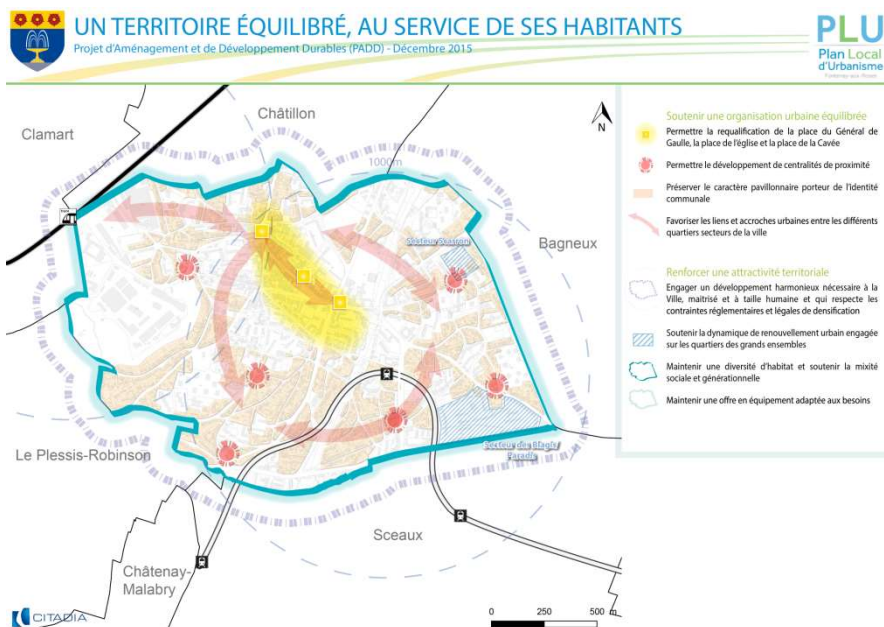 UN TERRITOIRE ÉQUILIBRÉ, AU SERVICE DE SES HABITANTS
Projet d'Aménagement et de Développement Durables (PADD) - Décembre 2015
PLU
Plan Local
d'Urbanisme
Fontenay-aux-Roses
Clamart
Châtillon
N
1000m
Bagneux
Secteur Scarron
Le Plessis-Robinson
Secteur des Blagis
Paradis
Sceaux
Châtenay-
Malabry
CITADIA
0 250 500 m
Soutenir une organisation urbaine équilibrée
Permettre la requalification de la place du Général de
Gaulle, la place de l'église et la place de la Cavée
Permettre le développement de centralités de proximité
Préserver le caractère pavillonnaire porteur de l'identité
communale
Favoriser les liens et accroches urbaines entre les différents
quartiers secteurs de la ville
Renforcer une attractivité territoriale
Engager un développement harmonieux nécessaire à la
Ville, maitrisé et à taille humaine et qui respecte les
contraintes réglementaires et légales de densification
Soutenir la dynamique de renouvellement urbain engagée
sur les quartiers des grands ensembles
Maintenir une diversité d'habitat et soutenir la mixité
sociale et générationnelle
Maintenir une offre en équipement adaptée aux besoins